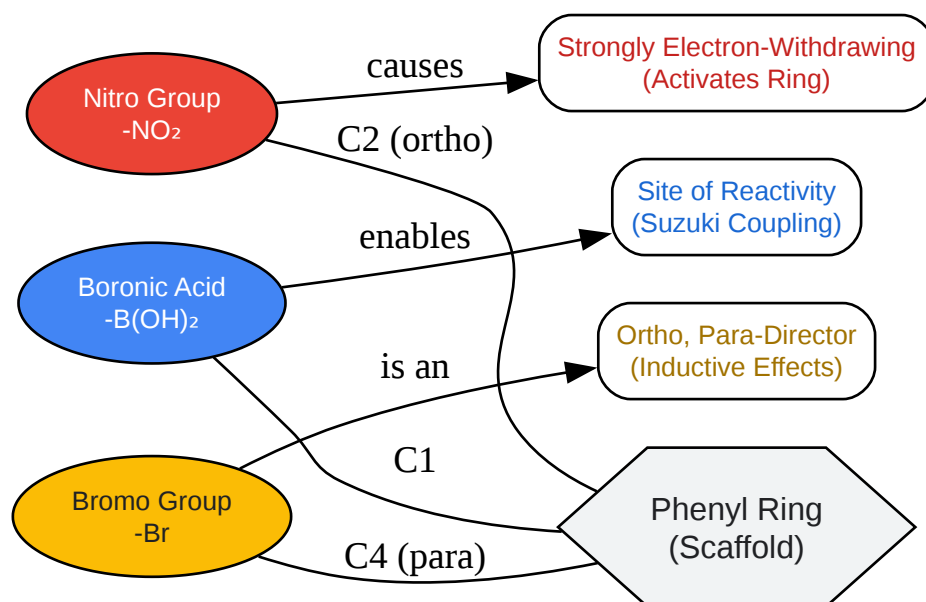 Nitro Group
-NO₂
causes
Strongly Electron-Withdrawing
(Activates Ring)
C2 (ortho)
Boronic Acid
-B(OH)₂
enables
Site of Reactivity
(Suzuki Coupling)
is an
Ortho, Para-Director
(Inductive Effects)
Bromo Group
-Br
C1
C4 (para)
Phenyl Ring
(Scaffold)